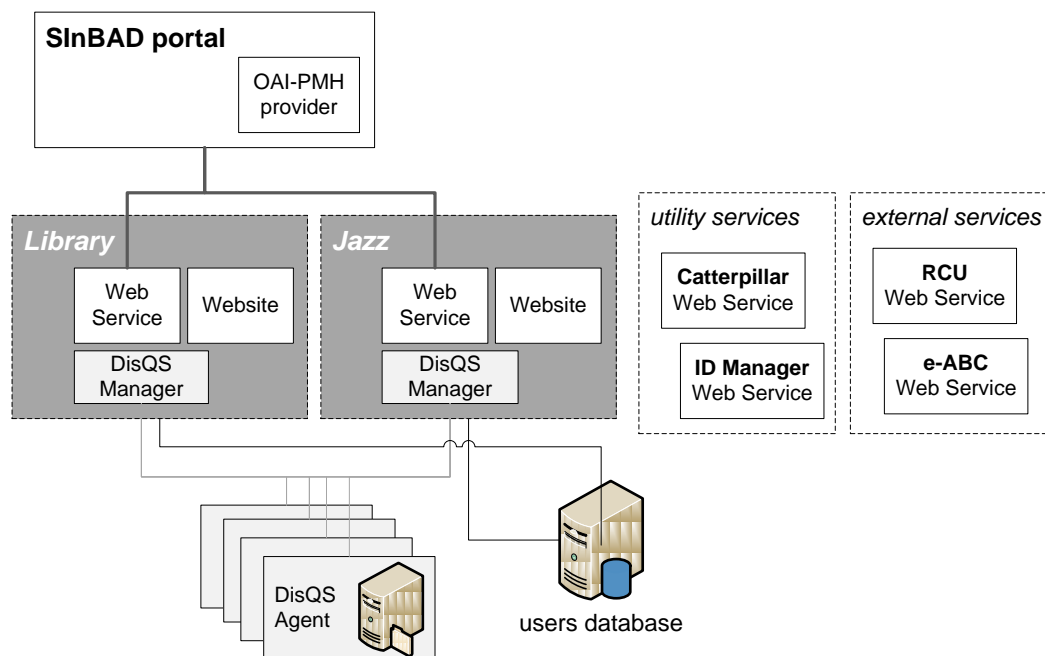 SInBAD portal
OAI-PMH
provider
Library
Web
Service
Website
DisQS
Manager
Jazz
Web
Service
Website
DisQS
Manager
utility services
Catterpillar
Web Service
ID Manager
Web Service
external services
RCU
Web Service
e-ABC
Web Service
DisQS
Agent
users database